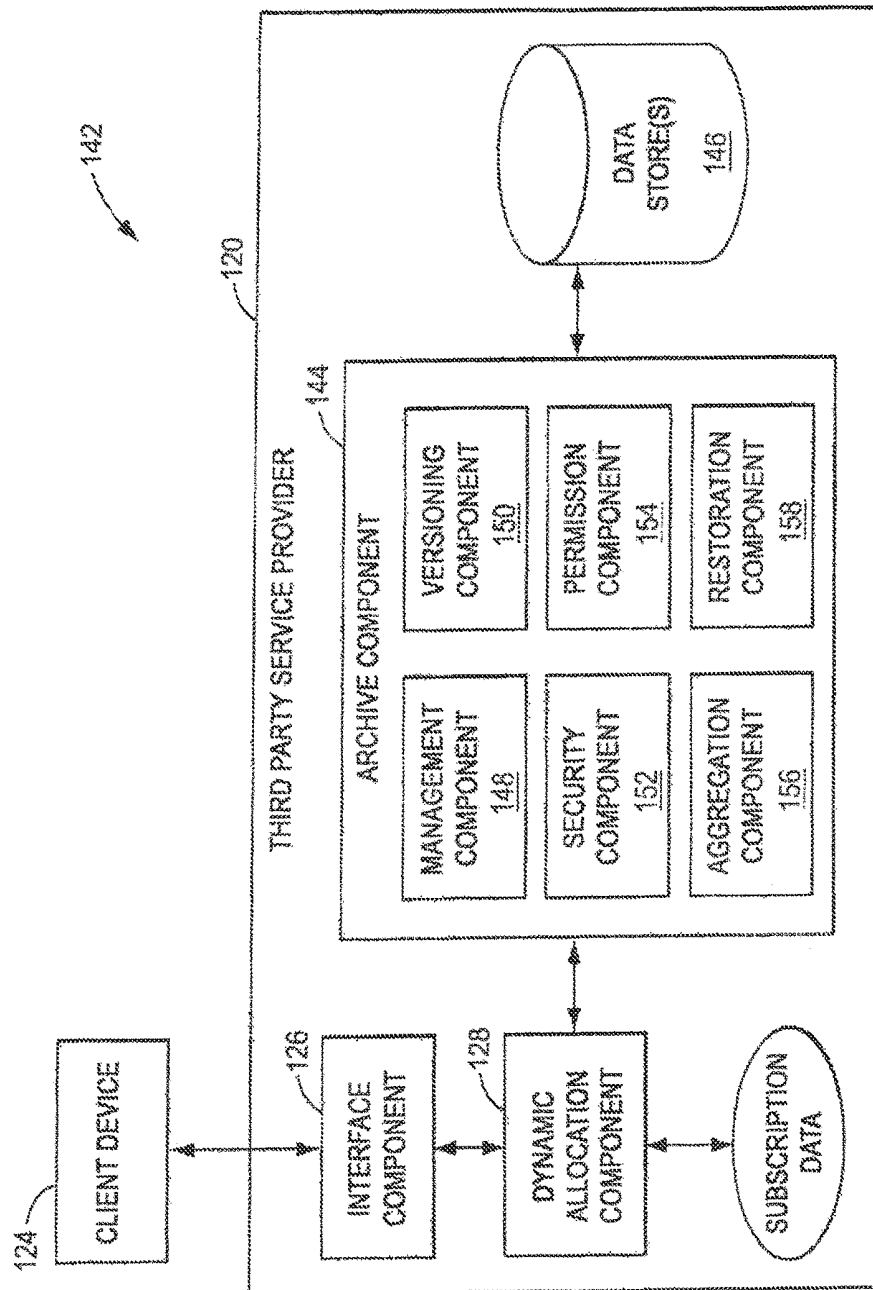 142
120
THIRD PARTY SERVICE PROVIDER
124
CLIENT DEVICE
126
INTERFACE
COMPONENT
128
DYNAMIC
ALLOCATION
COMPONENT
SUBSCRIPTION
DATA
144
ARCHIVE COMPONENT
MANAGEMENT
COMPONENT
148
VERSIONING
COMPONENT
150
SECURITY
COMPONENT
152
PERMISSION
COMPONENT
154
AGGREGATION
COMPONENT
156
RESTORATION
COMPONENT
158
DATA
STORE(S)
146